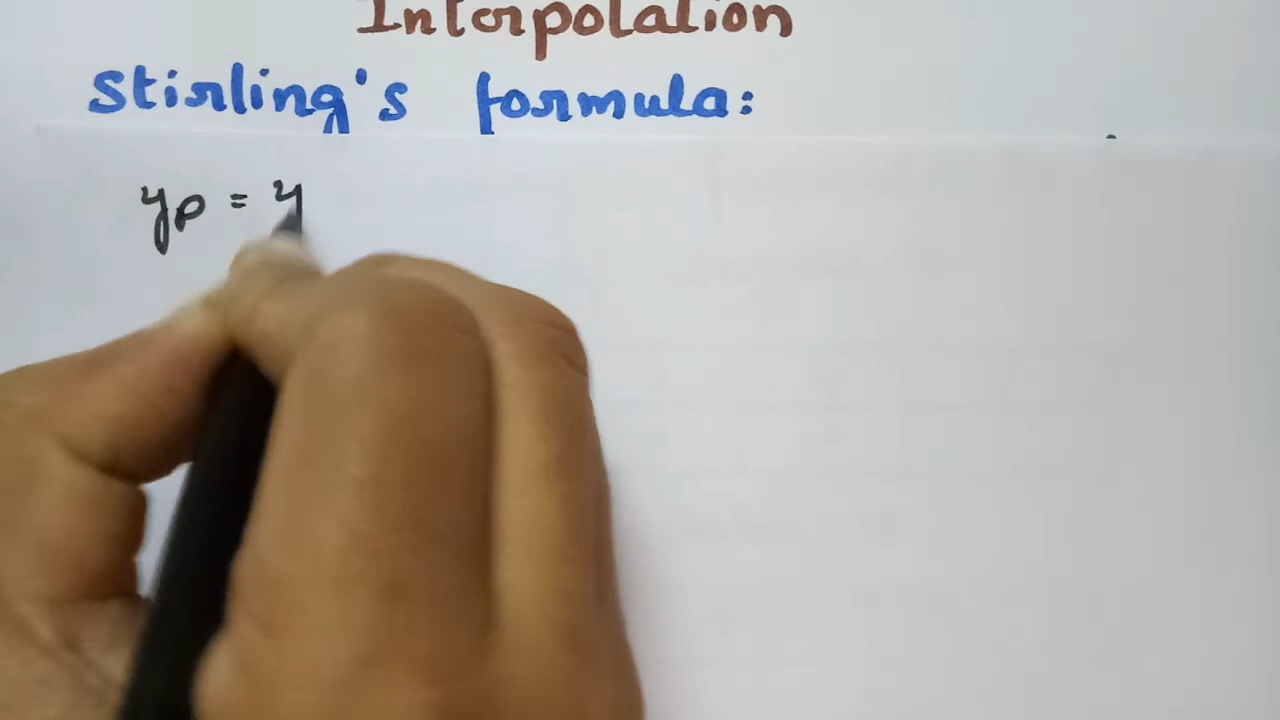 Interpolation
Stirling's formula:
yp = y